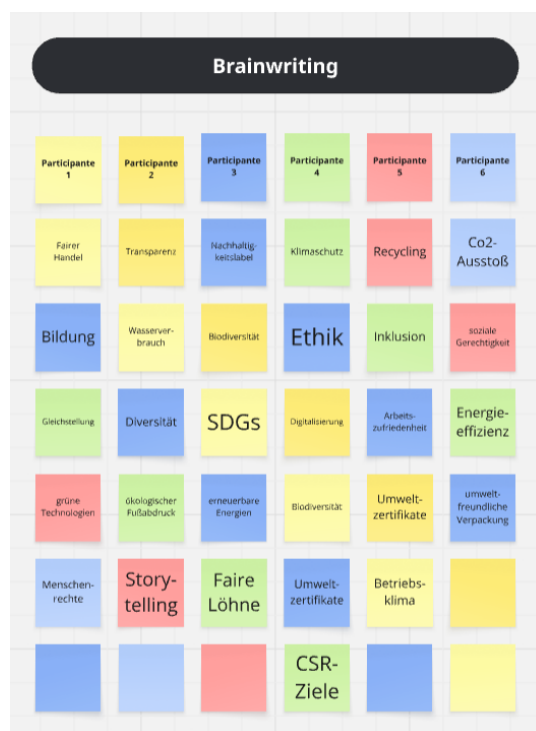 Brainwriting
Participante
1
Participante
2
Participante
3
Participante
4
Participante
5
Participante
6
Fairer
Handel
Transparenz
Nachhaltig-
keitslabel
Klimaschutz
Recycling
Co2-
Ausstoß
Bildung
Wasserver-
brauch
Biodiversität
Ethik
Inklusion
soziale
Gerechtigkeit
Gleichstellung
Diversität
SDGs
Digitalisierung
Arbeits-
zufriedenheit
Energie-
effizienz
grüne
Technologien
ökologischer
Fußabdruck
erneuerbare
Energien
Biodiversität
Umwelt-
zertifikate
umwelt-
freundliche
Verpackung
Menschen-
rechte
Story-
telling
Faire
Löhne
Umwelt-
zertifikate
Betriebs-
klima
CSR-
Ziele